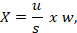 X = u/s x w,